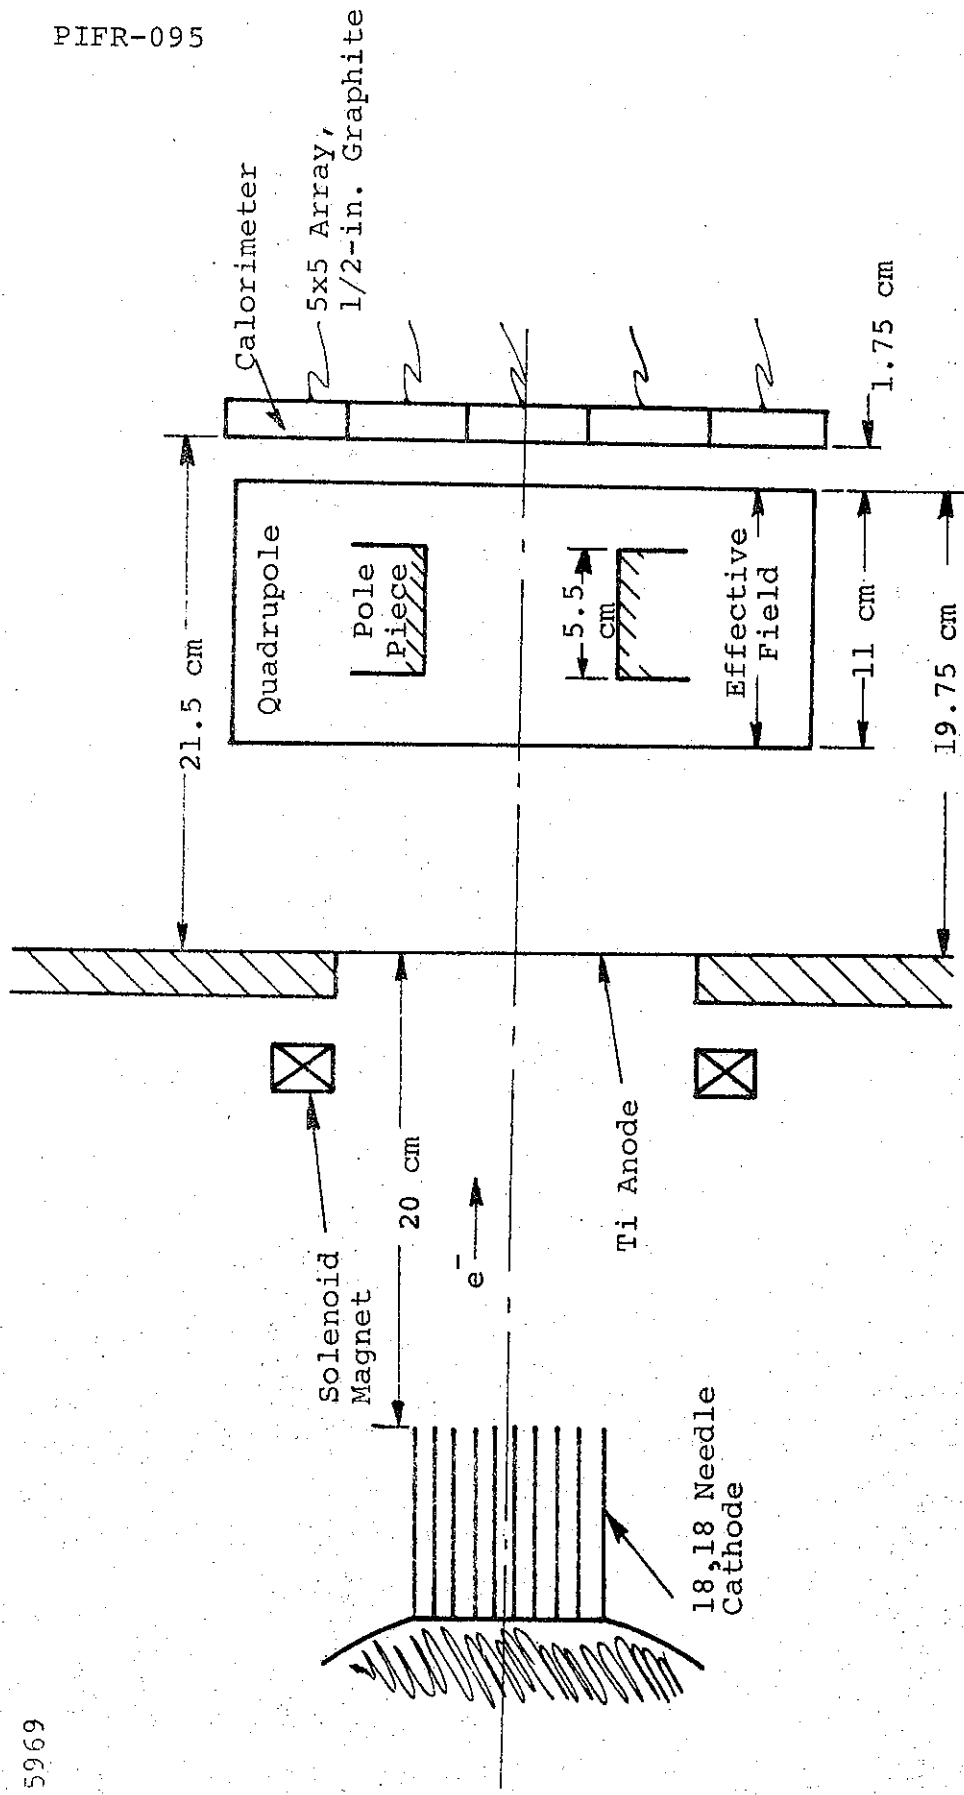 PIFR-095
Calorimeter
5x5 Array,
1/2-in. Graphite
21.5 cm
Quadrupole
Pole
Piece
5.5
cm
Effective
Field
11 cm
1.75 cm
19.75 cm
Solenoid
Magnet
20 cm
e-
Ti Anode
18,18 Needle
Cathode
5969